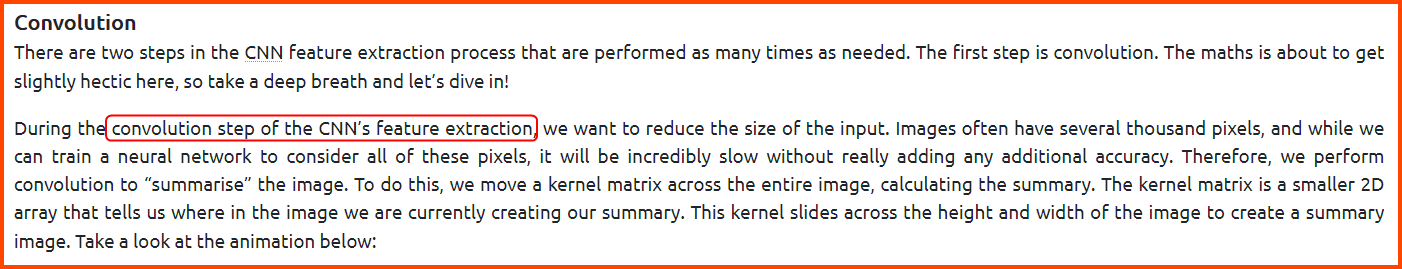 Convolution
There are two steps in the CNN feature extraction process that are performed as many times as needed. The first step is convolution. The maths is about to get
slightly hectic here, so take a deep breath and let’s dive in!
During the convolution step of the CNN’s feature extraction, we want to reduce the size of the input. Images often have several thousand pixels, and while we
can train a neural network to consider all of these pixels, it will be incredibly slow without really adding any additional accuracy. Therefore, we perform
convolution to “summarise” the image. To do this, we move a kernel matrix across the entire image, calculating the summary. The kernel matrix is a smaller 2D
array that tells us where in the image we are currently creating our summary. This kernel slides across the height and width of the image to create a summary
image. Take a look at the animation below: